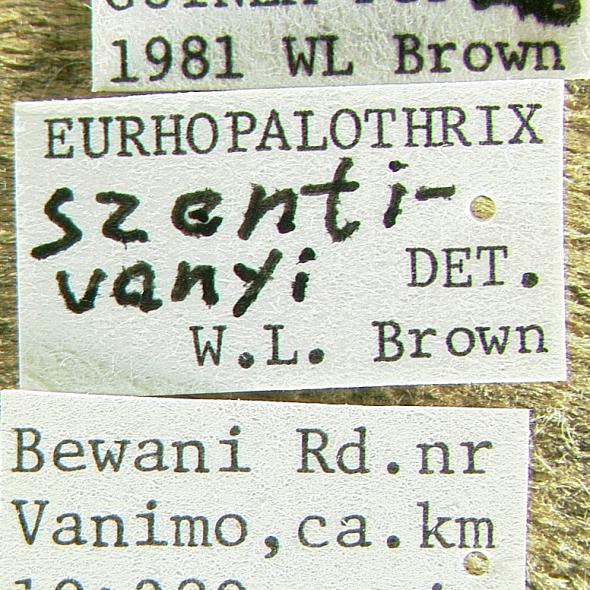 1981 WL Brown
EURHOPALOTHRIX
szenti-
vanyi DET.
W.L. Brown
Bewani Rd.nr
Vanimo,ca.km